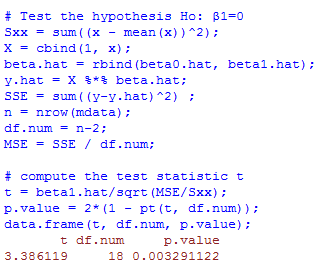 # Test the hypothesis Ho: β1=0
Sxx = sum((x - mean(x))^2);
X = cbind(1, x);
beta.hat = rbind(beta0.hat, beta1.hat);
y.hat = X %*% beta.hat;
SSE = sum((y-y.hat)^2) ;
n = nrow(mdata);
df.num = n-2;
MSE = SSE / df.num;
# compute the test statistic t
t = beta1.hat/sqrt(MSE/Sxx);
p.value = 2*(1 - pt(t, df.num));
data.frame(t, df.num, p.value);
t df.num p.value
3.386119 18 0.003291122